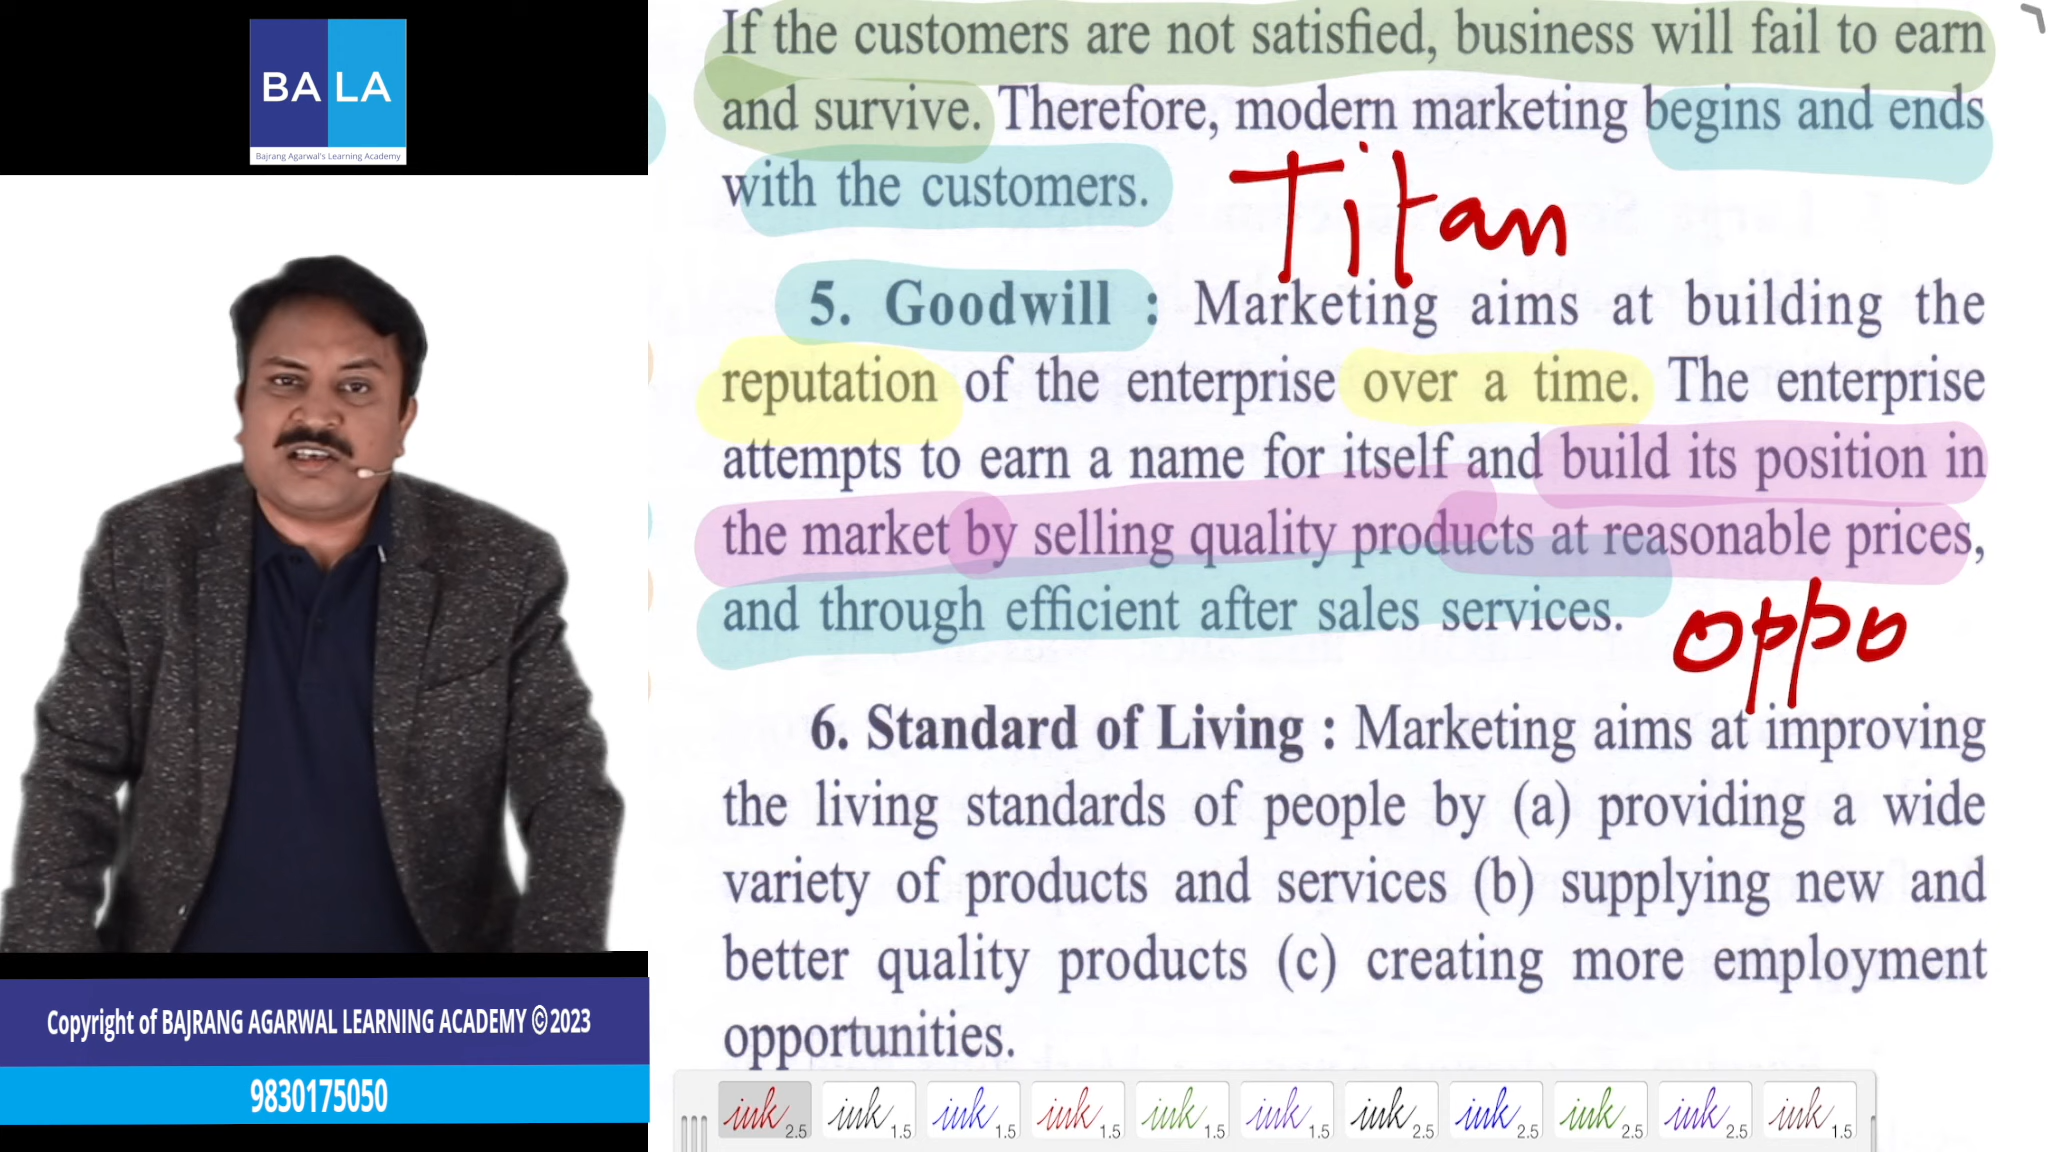 BALA
Bajrang Agarwal's Learning Academy
If the customers are not satisfied, business will fail to earn
and survive. Therefore, modern marketing begins and ends
with the customers.
Titan
5. Goodwill : Marketing aims at building the
reputation of the enterprise over a time. The enterprise
attempts to earn a name for itself and build its position in
the market by selling quality products at reasonable prices,
and through efficient after sales services.
oppo
6. Standard of Living : Marketing aims at improving
the living standards of people by (a) providing a wide
variety of products and services (b) supplying new and
better quality products (c) creating more employment
opportunities.
Copyright of BAJRANG AGARWAL LEARNING ACADEMY ©2023
9830175050
ink 2.5 ink 1.5 ink 1.5 ink 1.5 ink 1.5 ink 1.5 ink 2.5 ink 2.5 ink 2.5 ink 2.5 ink 1.5